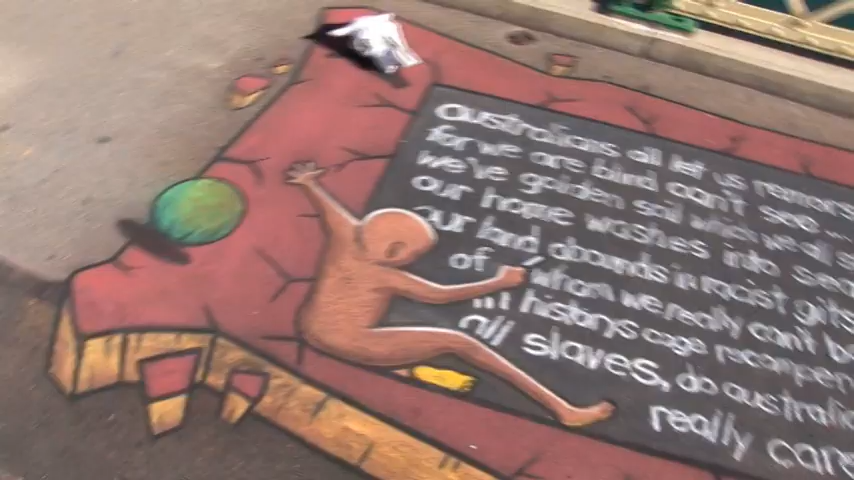 australians all let us
for we are blind can't see...
we've golden soil which we all
our home washes into
our land abounds in racist gits
of whom we really can't
in historys cage
all slaves, do
really